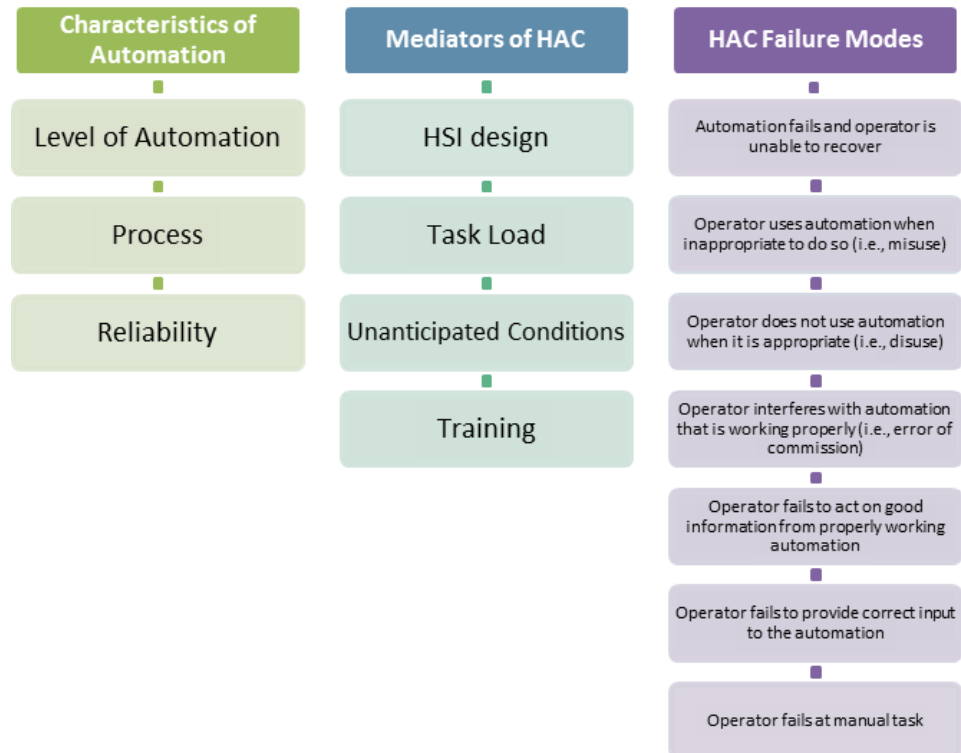 Characteristics of
Automation
Level of Automation
Process
Reliability
Mediators of HAC
HSI design
Task Load
Unanticipated Conditions
Training
HAC Failure Modes
Automation fails and operator is
unable to recover
Operator uses automation when
inappropriate to do so (i.e., misuse)
Operator does not use automation
when it is appropriate (i.e., disuse)
Operator interferes with automation
that is working properly (i.e., error of
commission)
Operator fails to act on good
information from properly working
automation
Operator fails to provide correct input
to the automation
Operator fails at manual task